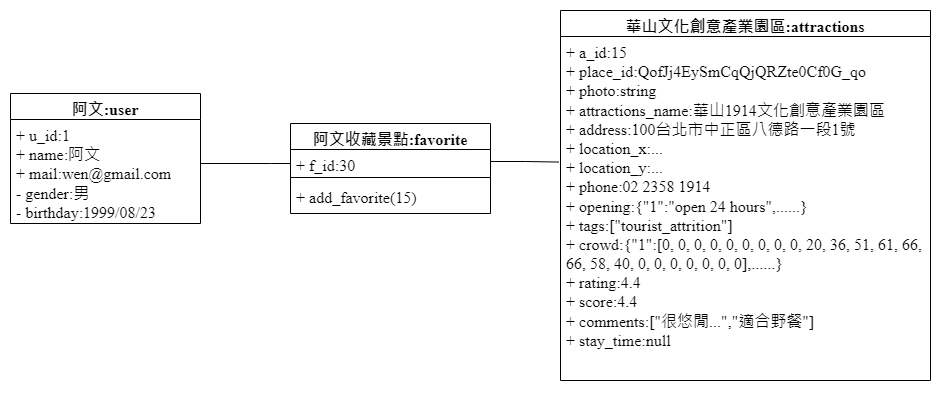 阿文:user
+ u_id:1
+ name:阿文
+ mail:wen@gmail.com
- gender:男
- birthday:1999/08/23
阿文收藏景點:favorite
+ f_id:30
+ add_favorite(15)
華山文化創意產業園區:attractions
+ a_id:15
+ place_id:QofJj4EySmCqQjQRZte0Cf0G_qo
+ photo:string
+ attractions_name:華山1914文化創意產業園區
+ address:100台北市中正區八德路一段1號
+ location_x:...
+ location_y:...
+ phone:02 2358 1914
+ opening:{"1":"open 24 hours",......}
+ tags:["tourist_attrition"]
+ crowd:{"1":[0, 0, 0, 0, 0, 0, 0, 0, 0, 20, 36, 51, 61, 66,
66, 58, 40, 0, 0, 0, 0, 0, 0, 0],......}
+ rating:4.4
+ score:4.4
+ comments:["很悠閒...","適合野餐"]
+ stay_time:null